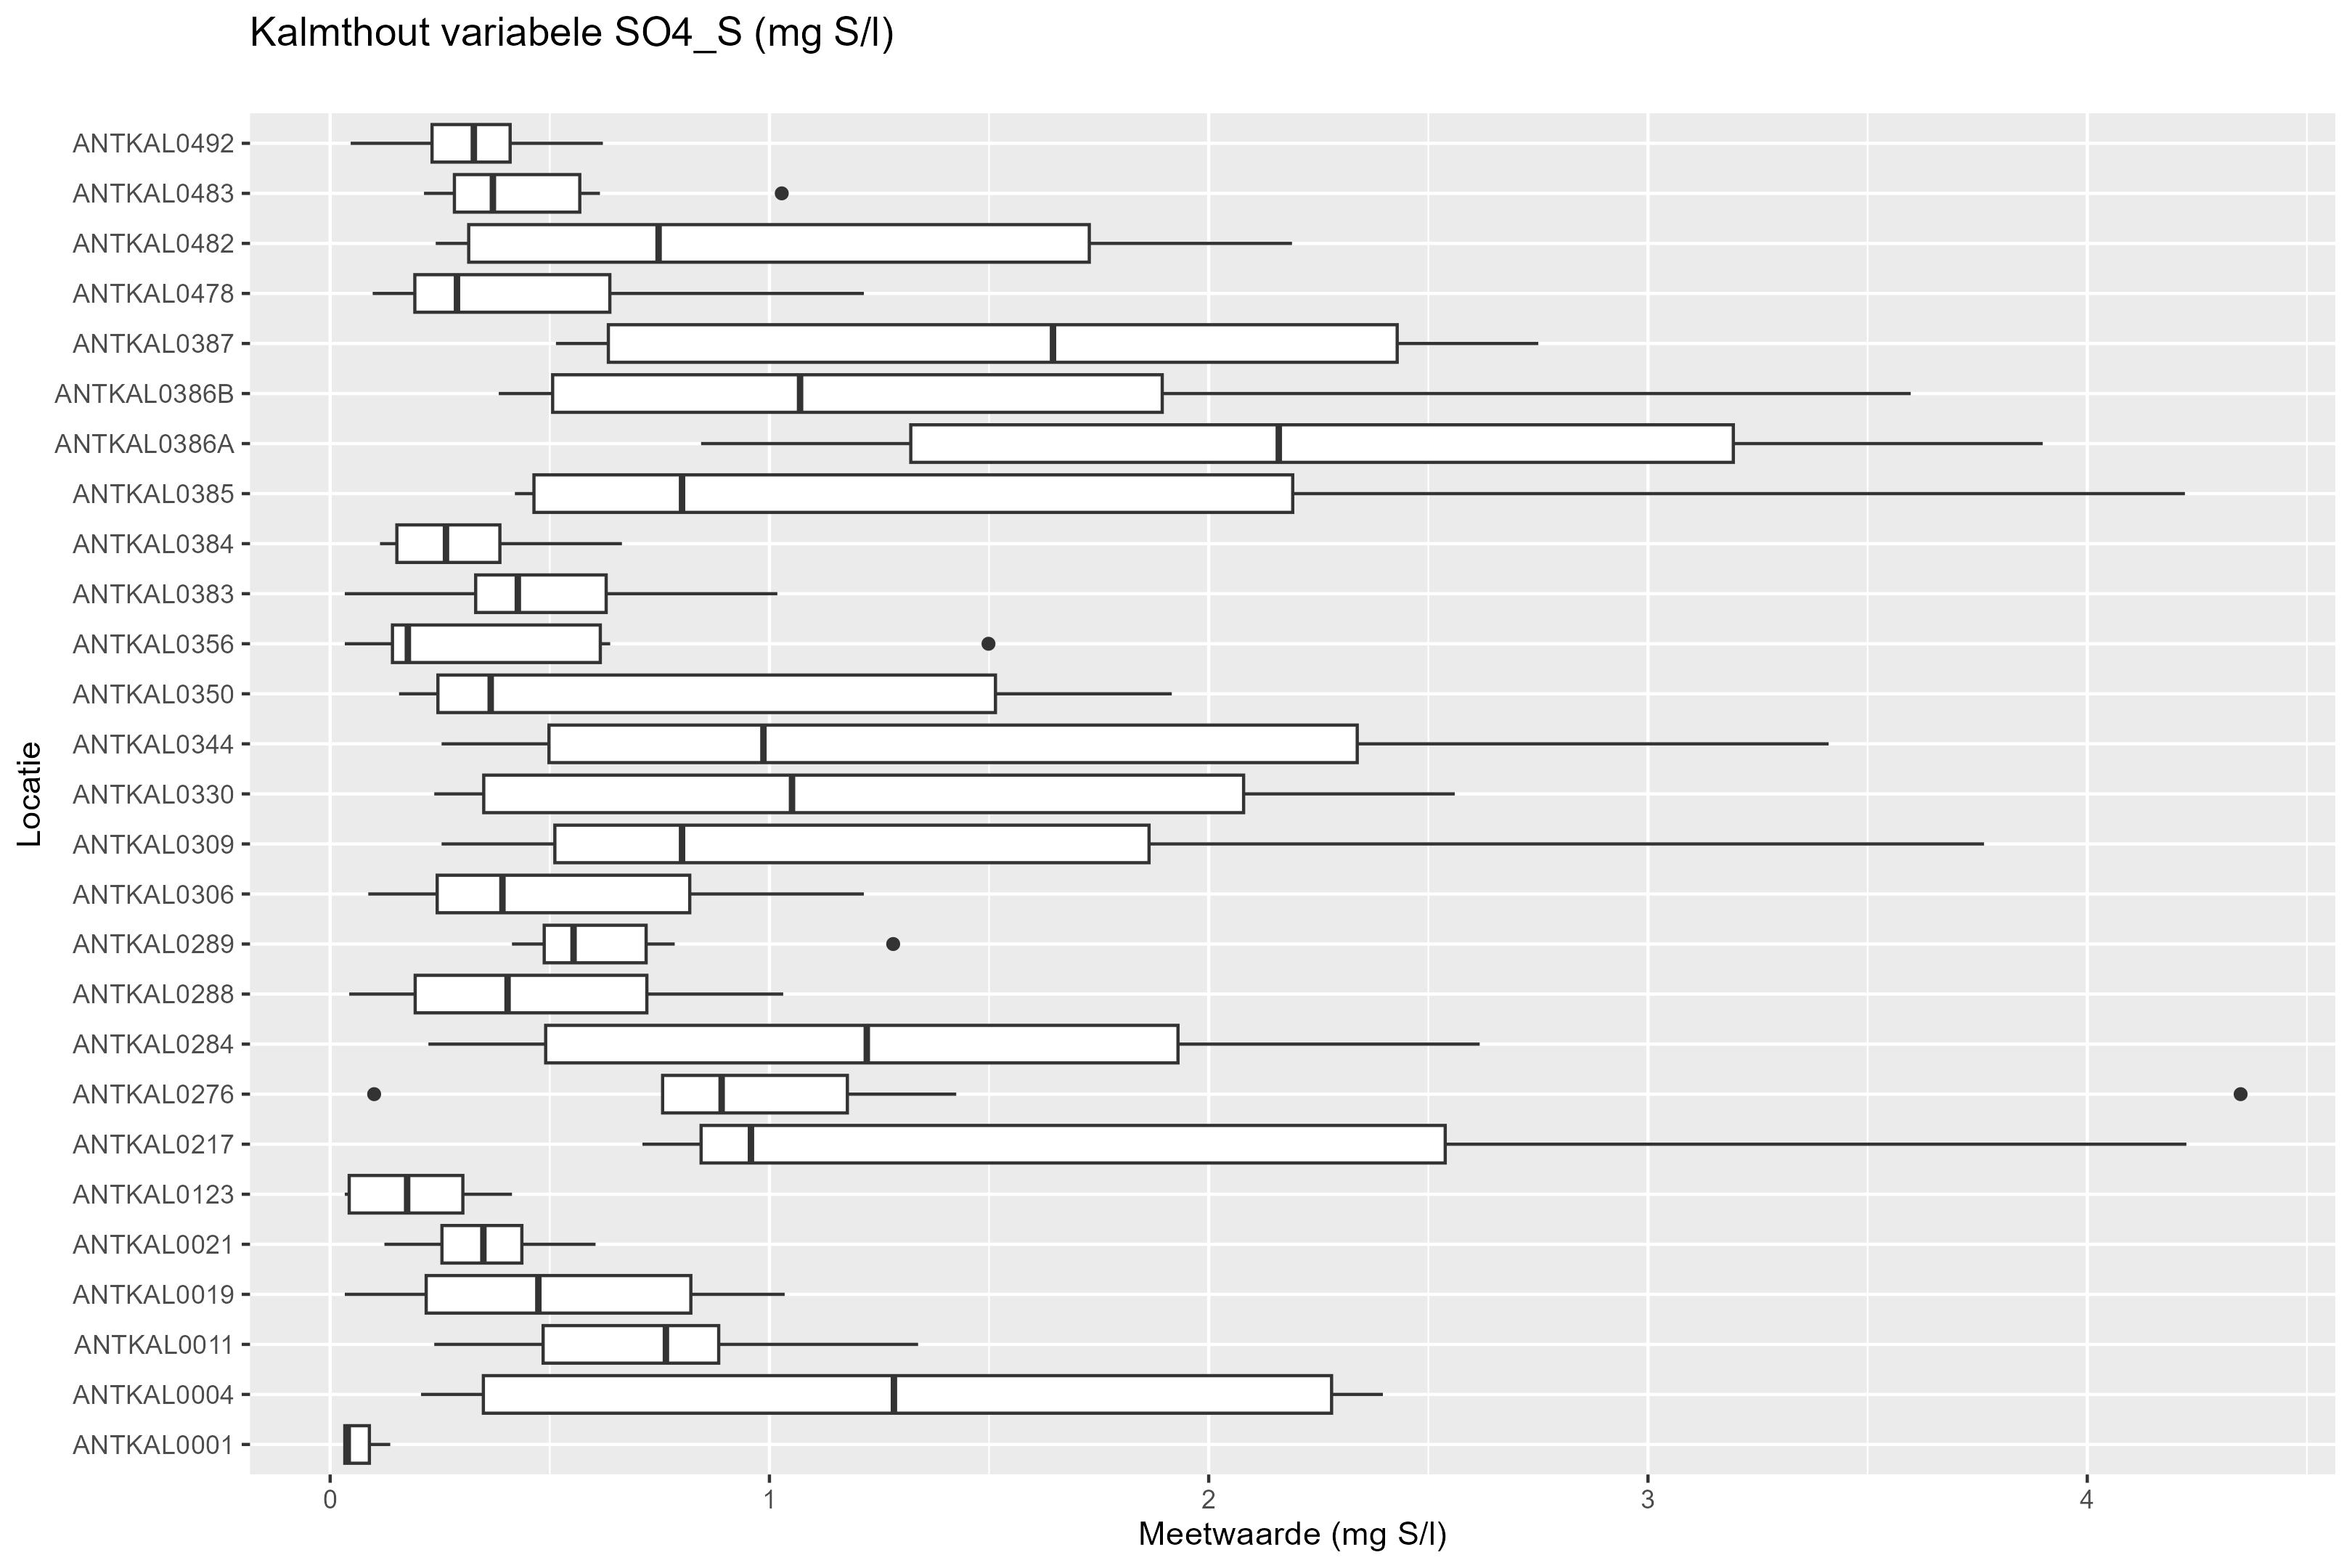 Kalmthout variabele SO4_S (mg S/l)
Locatie
ANTKAL0492
ANTKAL0483
ANTKAL0482
ANTKAL0478
ANTKAL0387
ANTKAL0386B
ANTKAL0386A
ANTKAL0385
ANTKAL0384
ANTKAL0383
ANTKAL0356
ANTKAL0350
ANTKAL0344
ANTKAL0330
ANTKAL0309
ANTKAL0306
ANTKAL0289
ANTKAL0288
ANTKAL0284
ANTKAL0276
ANTKAL0217
ANTKAL0123
ANTKAL0021
ANTKAL0019
ANTKAL0011
ANTKAL0004
ANTKAL0001
0 1 2 3 4
Meetwaarde (mg S/l)